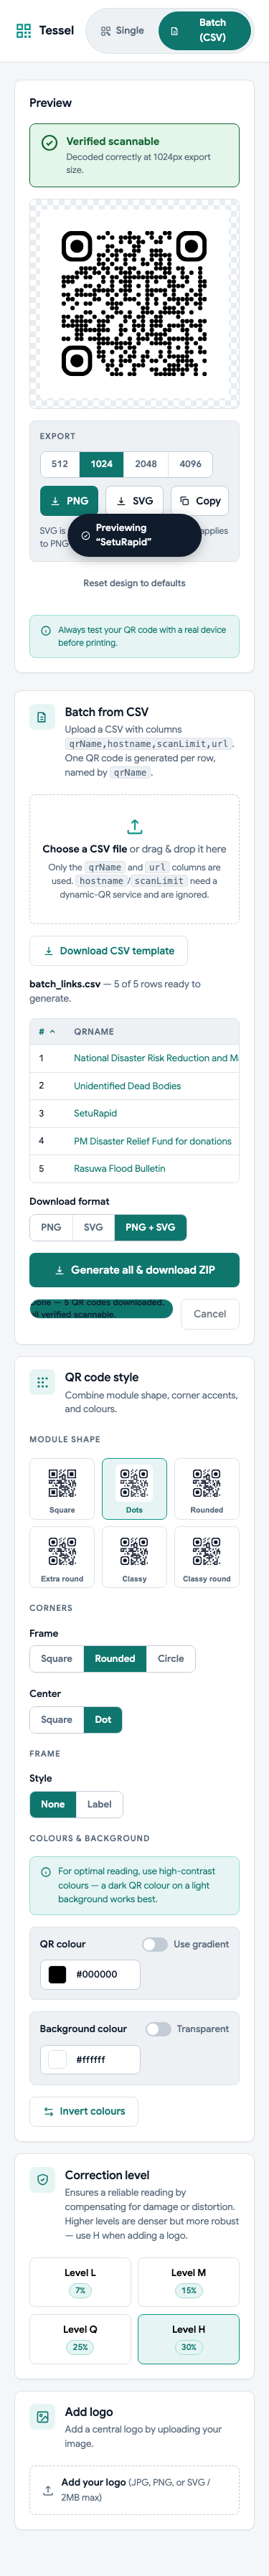 Tessel
Single
Batch
(CSV)
Preview
Verified scannable
Decoded correctly at 1024px export
size.
EXPORT
512
1024
2048
4096
PNG
SVG
Copy
SVG is
applies
to PNG
Previewing
“SetuRapid”
Reset design to defaults
Always test your QR code with a real device
before printing.
Batch from CSV
Upload a CSV with columns
qrName,hostname,scanLimit,url.
One QR code is generated per row,
named by qrName.
Choose a CSV file or drag & drop it here
Only the qrName and url columns are
used. hostname/scanLimit need a
dynamic-QR service and are ignored.
Download CSV template
batch_links.csv — 5 of 5 rows ready to
generate.
# QRNAME
1 National Disaster Risk Reduction and M
2 Unidentified Dead Bodies
3 SetuRapid
4 PM Disaster Relief Fund for donations
5 Rasuwa Flood Bulletin
Download format
PNG
SVG
PNG + SVG
Generate all & download ZIP
— 5 QR codes downloaded,
verified scannable.
Cancel
QR code style
Combine module shape, corner accents,
and colours.
MODULE SHAPE
Square
Dots
Rounded
Extra round
Classy
Classy round
CORNERS
Frame
Square
Rounded
Circle
Center
Square
Dot
FRAME
Style
None
Label
COLOURS & BACKGROUND
For optimal reading, use high-contrast
colours — a dark QR colour on a light
background works best.
QR colour
Use gradient
#000000
Background colour
Transparent
#ffffff
Invert colours
Correction level
Ensures a reliable reading by
compensating for damage or distortion.
Higher levels are denser but more robust
— use H when adding a logo.
Level L
7%
Level M
15%
Level Q
25%
Level H
30%
Add logo
Add a central logo by uploading your
image.
Add your logo (JPG, PNG, or SVG /
2MB max)